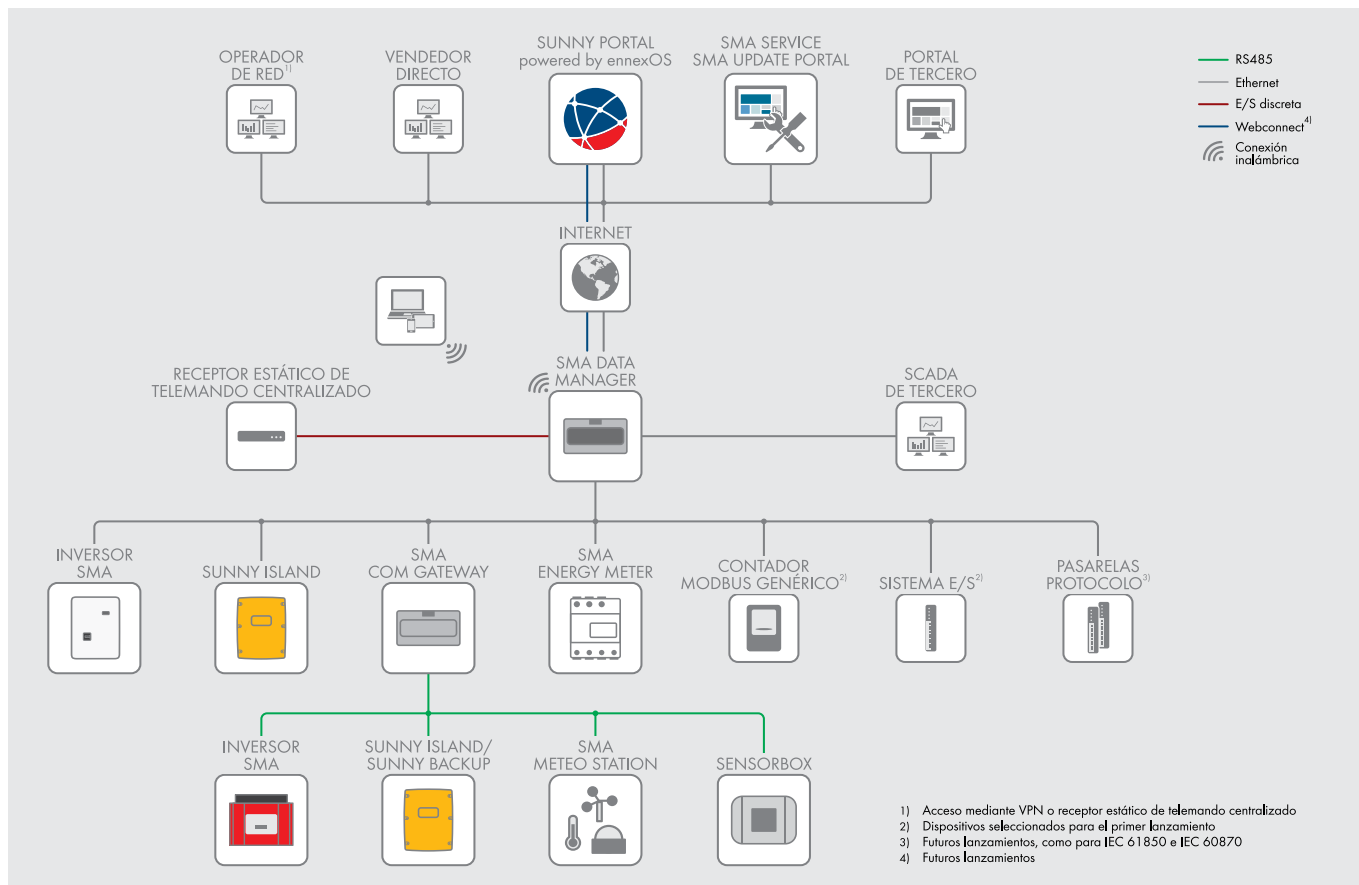 OPERADOR
DE RED1)
VENDEDOR
DIRECTO
SUNNY PORTAL
powered by ennexOS
SMA SERVICE
SMA UPDATE PORTAL
PORTAL
DE TERCERO
RS485
Ethernet
E/S discreta
Webconnect4)
Conexión
inalámbrica
INTERNET
RECEPTOR ESTÁTICO DE
TELEMANDO CENTRALIZADO
SMA DATA
MANAGER
SCADA
DE TERCERO
INVERSOR
SMA
SUNNY ISLAND
SMA
COM GATEWAY
SMA
ENERGY METER
CONTADOR
MODBUS GENÉRICO2)
SISTEMA E/S2)
PASARELAS
PROTOCOLO3)
INVERSOR
SMA
SUNNY ISLAND/
SUNNY BACKUP
SMA
METEO STATION
SENSORBOX
1) Acceso mediante VPN o receptor estático de telemando centralizado
2) Dispositivos seleccionados para el primer lanzamiento
3) Futuros lanzamientos, como para IEC 61850 e IEC 60870
4) Futuros lanzamientos